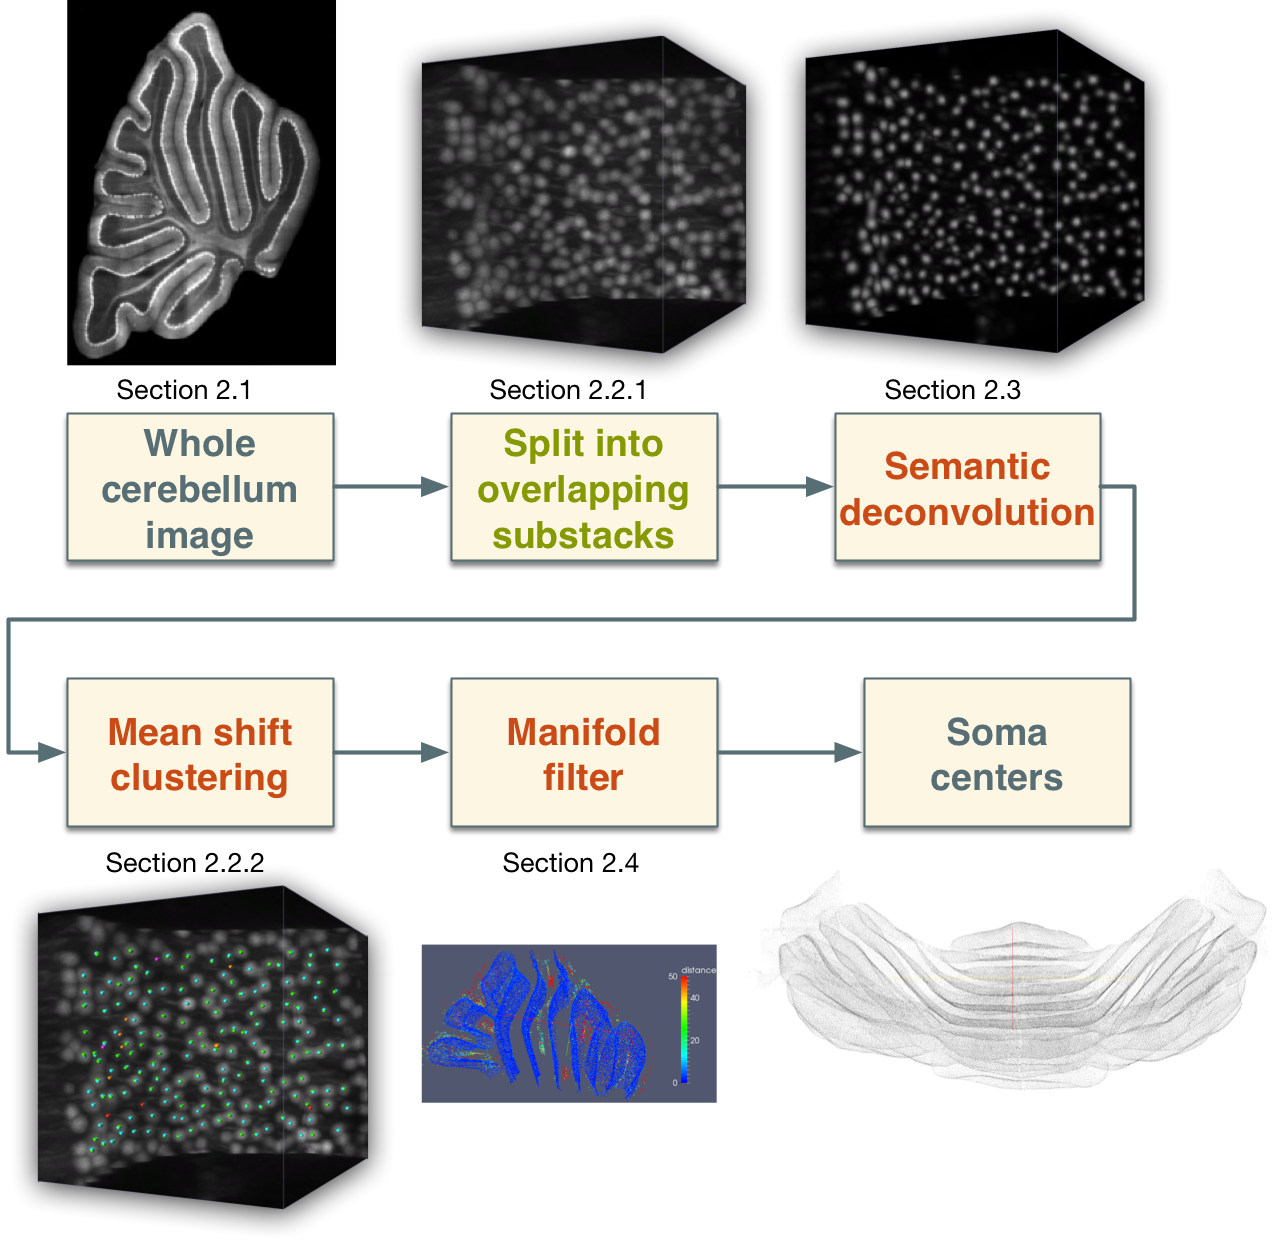 Section 2.1
Section 2.2.1
Section 2.3
Whole
cerebellum
image
Split into
overlapping
substacks
Semantic
deconvolution
Mean shift
clustering
Manifold
filter
Soma
centers
Section 2.2.2
Section 2.4
distance
50
40
20
0